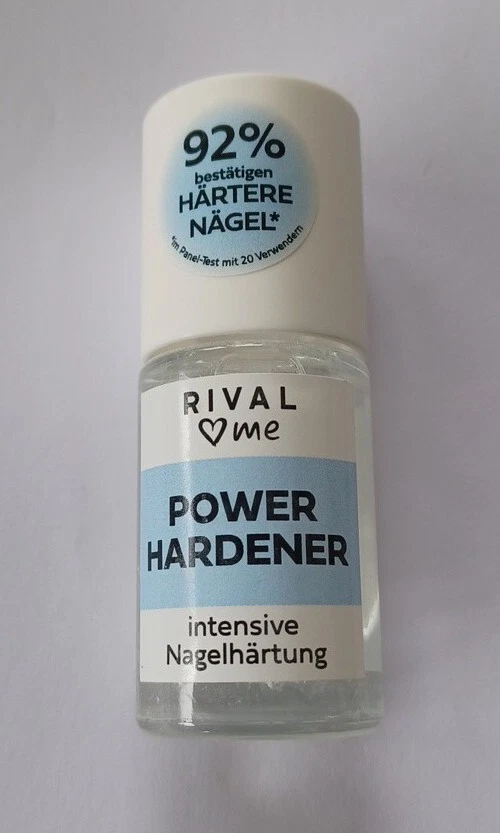 92%
bestätigen
HÄRTERE
NÄGEL*
*im Panel-Test mit 20 Verwendern
RIVAL
♡me
POWER
HARDENER
intensive
Nagelhärtung